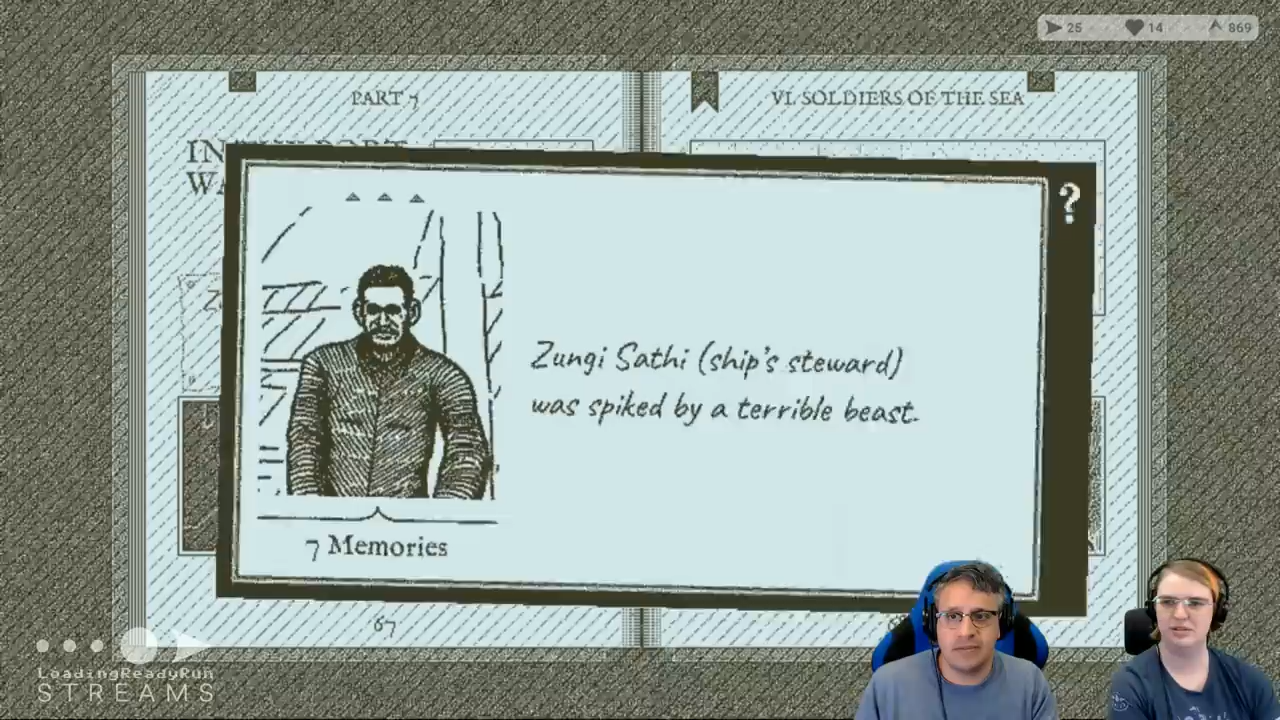 25 14 869
PART 7
VI. SOLDIERS OF THE SEA
?
Zungi Sathi (ship's steward)
was spiked by a terrible beast.
7 Memories
67
LoadingReadyRun
STREAMS